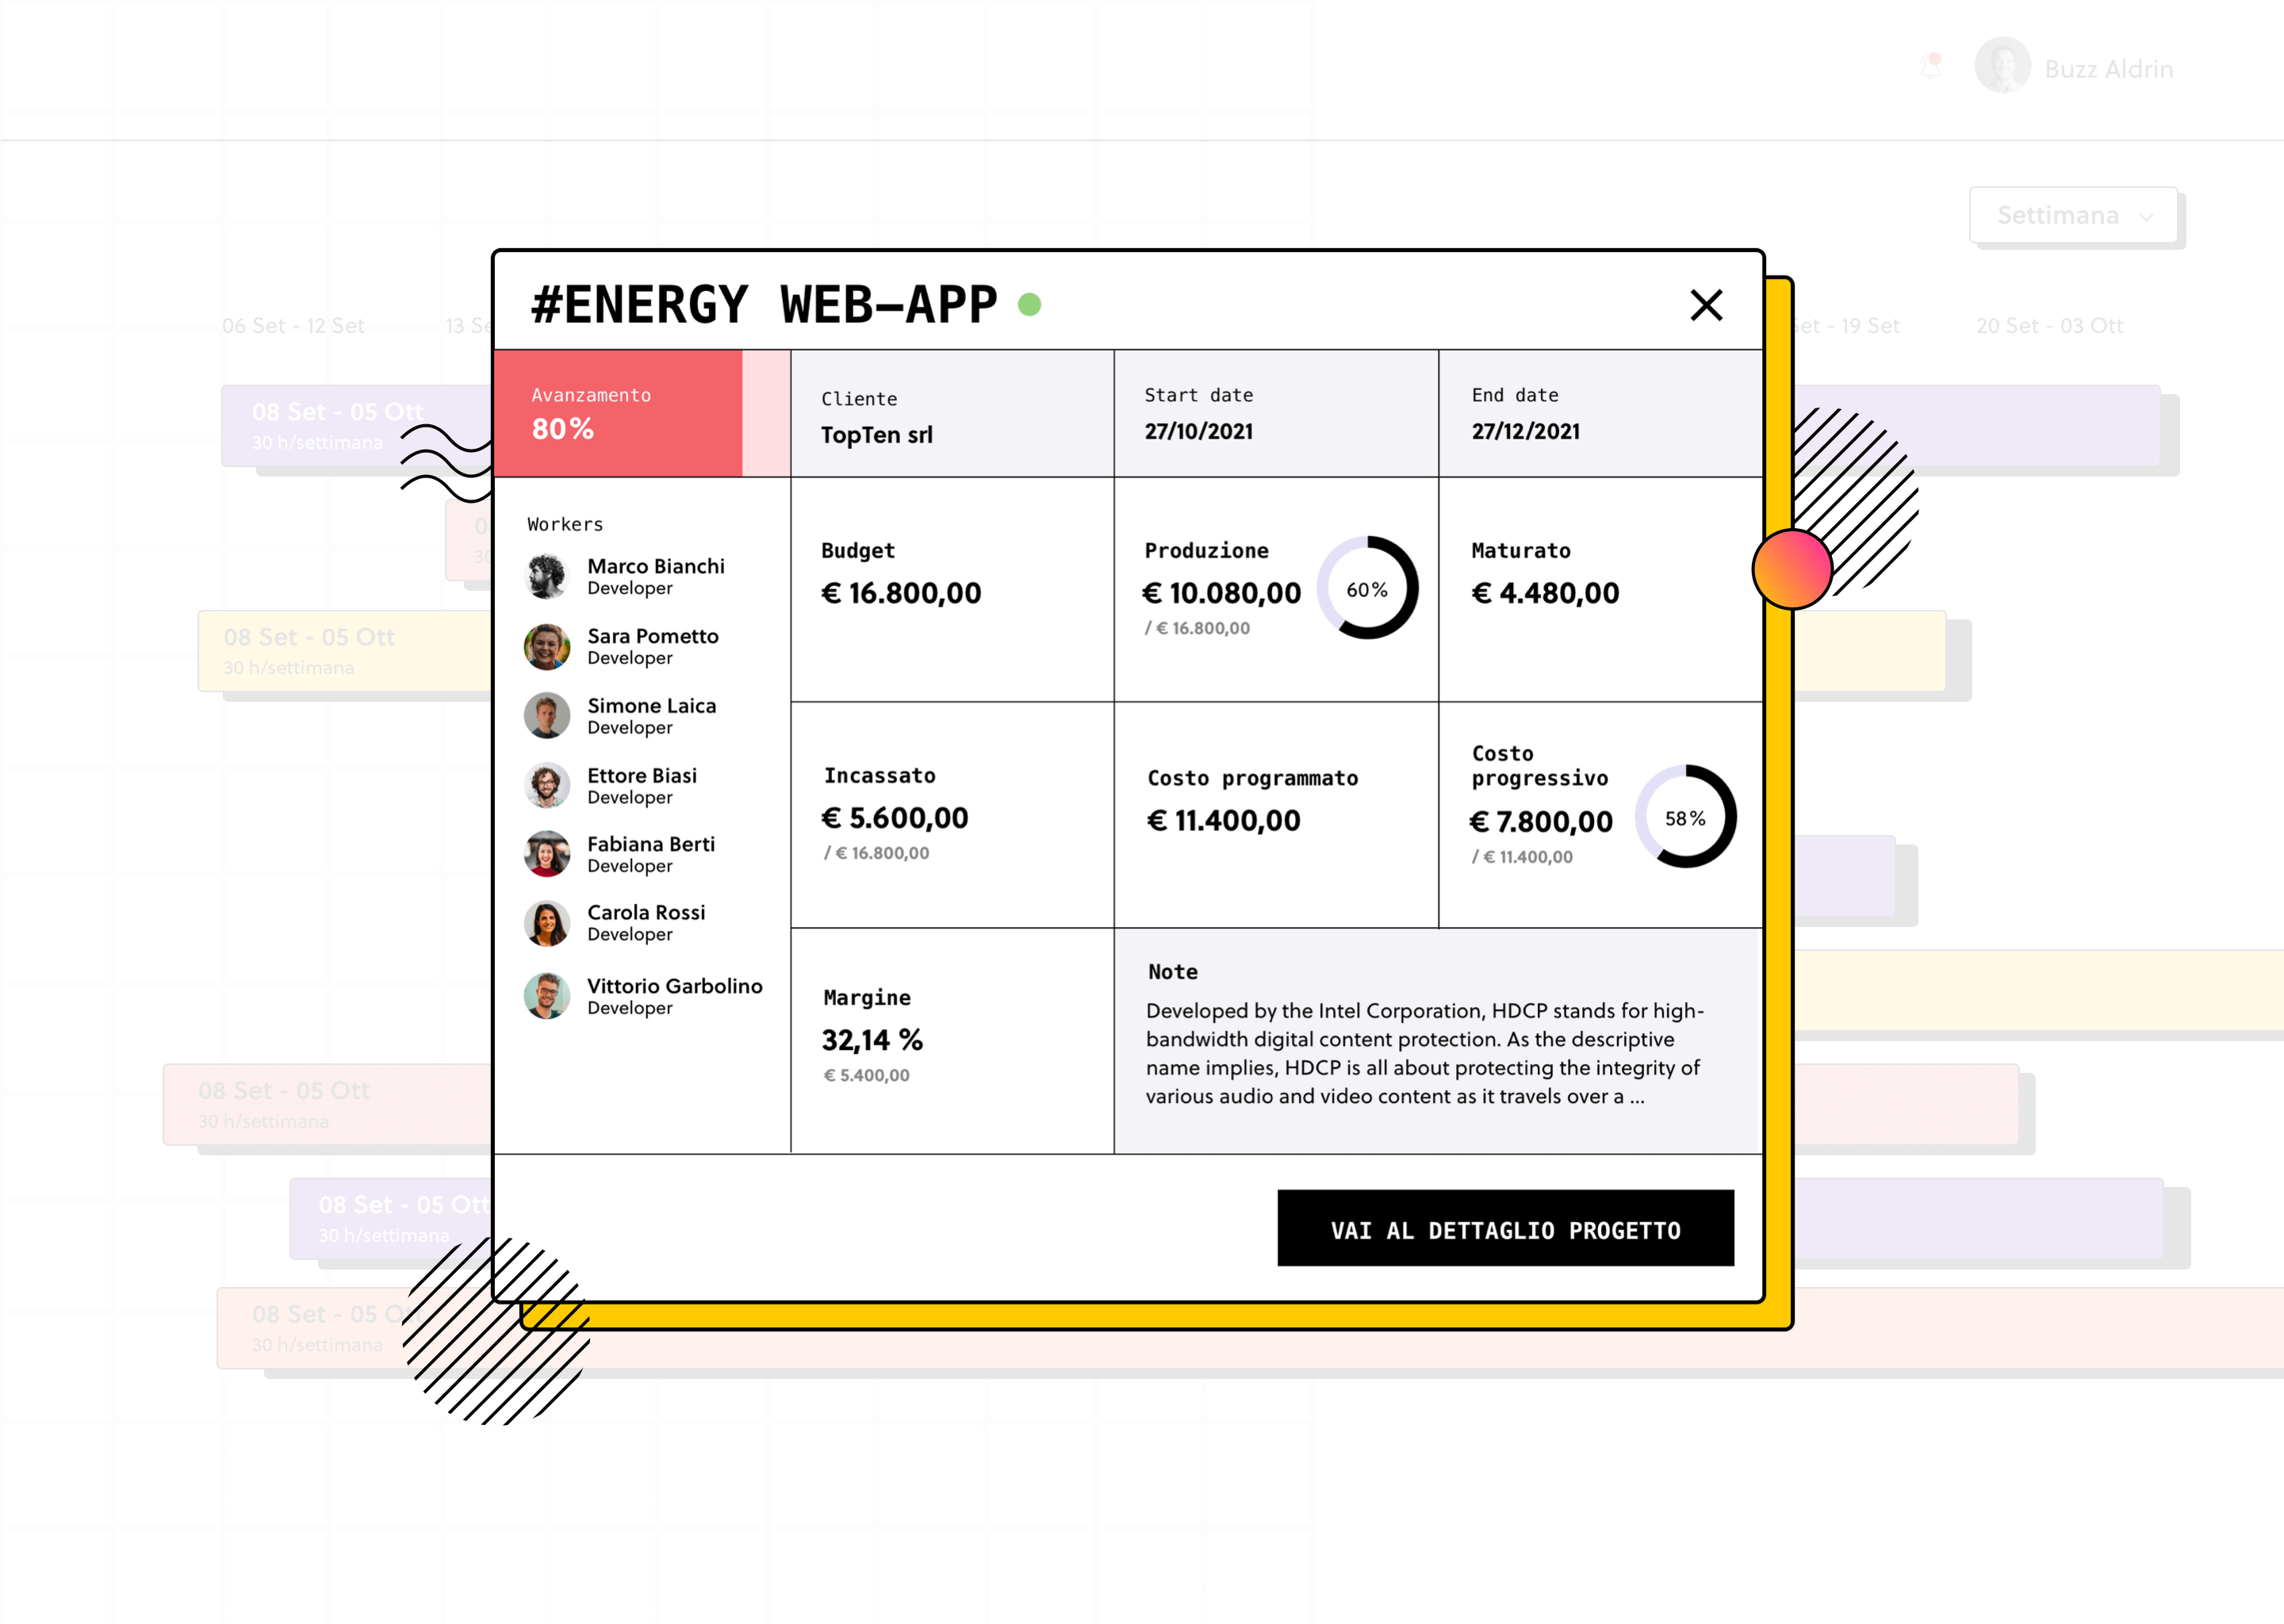 Buzz Aldrin
Settimana
06 Set - 12 Set
13 Se
Set - 19 Set
20 Set - 03 Ott
08 Set - 05 Ott
30 h/settimana
0
30
08 Set - 05 Ott
30 h/settimana
08 Set - 05 Ott
30 h/settimana
08 Set - 05 Ott
30 h/settimana
08 Set - 05 Ott
30 h/settimana
#ENERGY WEB–APP
Avanzamento
80%
Cliente
TopTen srl
Start date
27/10/2021
End date
27/12/2021
Workers
Marco Bianchi
Developer
Sara Pometto
Developer
Simone Laica
Developer
Ettore Biasi
Developer
Fabiana Berti
Developer
Carola Rossi
Developer
Vittorio Garbolino
Developer
Budget
€ 16.800,00
Produzione
€ 10.080,00
/ € 16.800,00
60%
Maturato
€ 4.480,00
Incassato
€ 5.600,00
/ € 16.800,00
Costo programmato
€ 11.400,00
Costo
progressivo
€ 7.800,00
/ € 11.400,00
58%
Margine
32,14 %
€ 5.400,00
Note
Developed by the Intel Corporation, HDCP stands for high-
bandwidth digital content protection. As the descriptive
name implies, HDCP is all about protecting the integrity of
various audio and video content as it travels over a ...
VAI AL DETTAGLIO PROGETTO